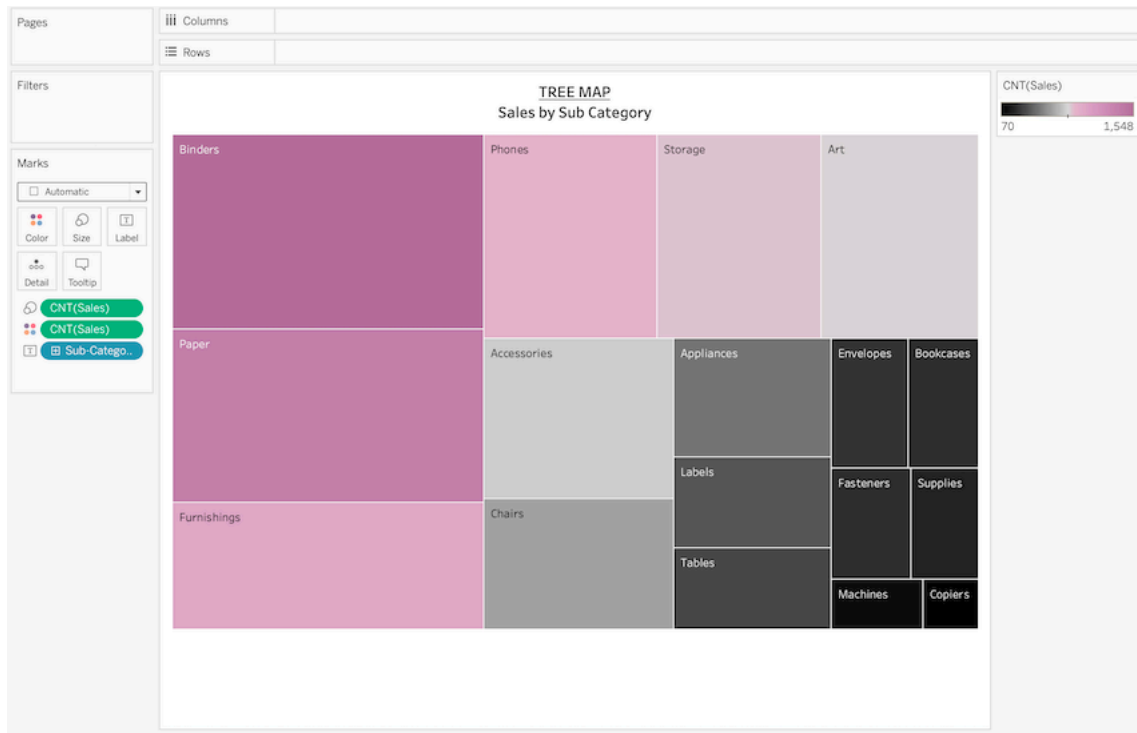 Pages
Columns
Rows
Filters
Marks
Automatic
Color Size Label
Detail Tooltip
CNT(Sales)
CNT(Sales)
Sub-Catego..
TREE MAP
Sales by Sub Category
Binders
Phones
Storage
Art
Paper
Accessories
Appliances
Envelopes
Bookcases
Labels
Fasteners
Supplies
Furnishings
Chairs
Tables
Machines
Copiers
CNT(Sales)
70 1,548